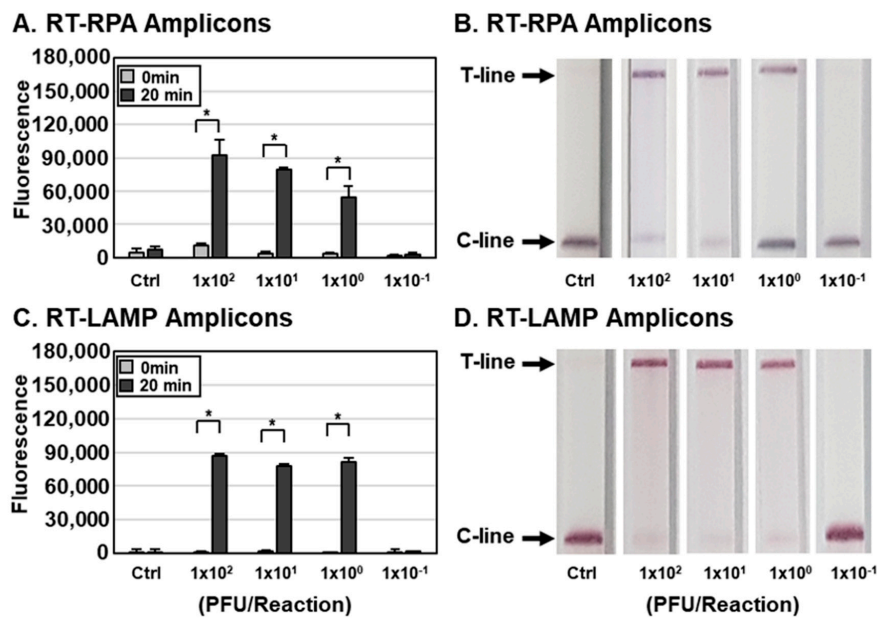 A. RT-RPA Amplicons
180,000
150,000
120,000
90,000
60,000
30,000
0
Fluorescence
0min
20 min
*
*
*
Ctrl 1x10² 1x10¹ 1x10⁰ 1x10⁻¹
B. RT-RPA Amplicons
T-line
C-line
Ctrl 1x10² 1x10¹ 1x10⁰ 1x10⁻¹
C. RT-LAMP Amplicons
180,000
150,000
120,000
90,000
60,000
30,000
0
Fluorescence
0min
20 min
*
*
*
Ctrl 1x10² 1x10¹ 1x10⁰ 1x10⁻¹
(PFU/Reaction)
D. RT-LAMP Amplicons
T-line
C-line
Ctrl 1x10² 1x10¹ 1x10⁰ 1x10⁻¹
(PFU/Reaction)